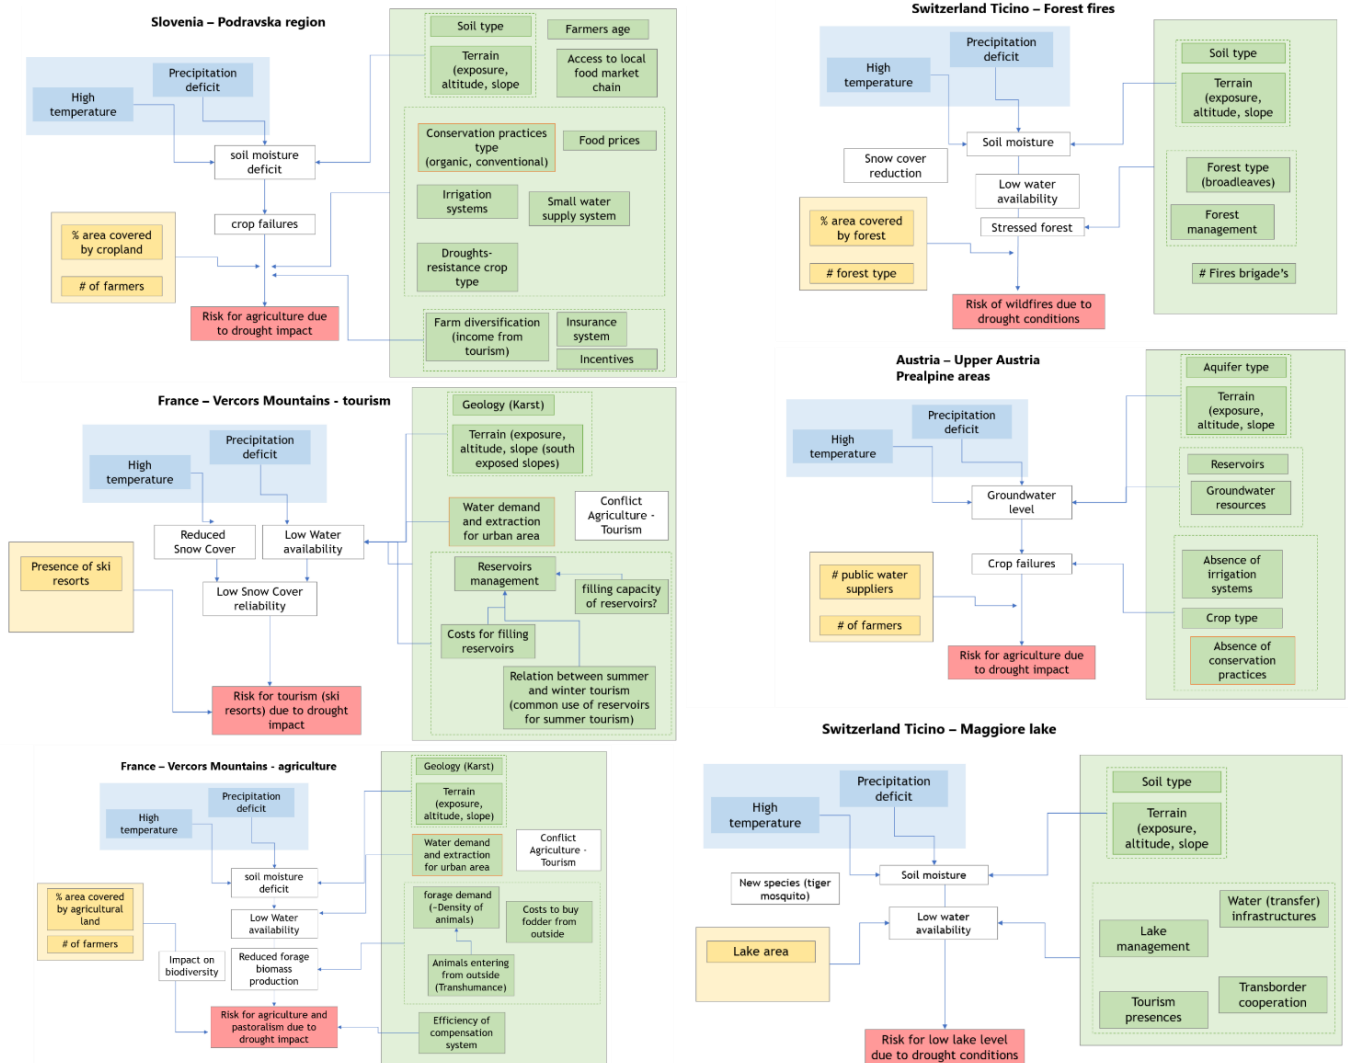 Slovenia – Podravska region
Precipitation
deficit
High
temperature
soil moisture
deficit
crop failures
% area covered
by cropland
# of farmers
Risk for agriculture due
to drought impact
Soil type
Terrain
(exposure,
altitude, slope
Farmers age
Access to local
food market
chain
Conservation practices
type
(organic, conventional)
Food prices
Irrigation
systems
Small water
supply system
Droughts-
resistance crop
type
Farm diversification
(income from
tourism)
Insurance
system
Incentives
Switzerland Ticino – Forest fires
Precipitation
deficit
High
temperature
Soil moisture
Snow cover
reduction
Low water
availability
Stressed forest
% area covered
by forest
# forest type
Risk of wildfires due to
drought conditions
Soil type
Terrain
(exposure,
altitude, slope
Forest type
(broadleaves)
Forest
management
# Fires brigade's
France – Vercors Mountains - tourism
Precipitation
deficit
High
temperature
Reduced
Snow Cover
Low Water
availability
Low Snow Cover
reliability
Presence of ski
resorts
Risk for tourism (ski
resorts) due to drought
impact
Geology (Karst)
Terrain (exposure,
altitude, slope (south
exposed slopes)
Water demand
and extraction
for urban area
Conflict
Agriculture -
Tourism
Reservoirs
management
filling capacity
of reservoirs?
Costs for filling
reservoirs
Relation between summer
and winter tourism
(common use of reservoirs
for summer tourism)
Austria – Upper Austria
Prealpine areas
Precipitation
deficit
High
temperature
Groundwater
level
Crop failures
# public water
suppliers
# of farmers
Risk for agriculture due to
drought impact
Aquifer type
Terrain
(exposure,
altitude, slope
Reservoirs
Groundwater
resources
Absence of
irrigation
systems
Crop type
Absence of
conservation
practices
France – Vercors Mountains - agriculture
Precipitation
deficit
High
temperature
soil moisture
deficit
Low Water
availability
Reduced forage
biomass
production
% area covered
by agricultural
land
# of farmers
Impact on
biodiversity
Risk for agriculture and
pastoralism due to
drought impact
Geology (Karst)
Terrain
(exposure,
altitude, slope)
Water demand
and extraction
for urban area
Conflict
Agriculture -
Tourism
forage demand
(~Density of
animals)
Costs to buy
fodder from
outside
Animals entering
from outside
(Transhumance)
Efficiency of
compensation
system
Switzerland Ticino – Maggiore lake
Precipitation
deficit
High
temperature
Soil moisture
New species (tiger
mosquito)
Low water
availability
Lake area
Risk for low lake level
due to drought conditions
Soil type
Terrain
(exposure,
altitude, slope
Water (transfer)
infrastructures
Lake
management
Transborder
cooperation
Tourism
presences